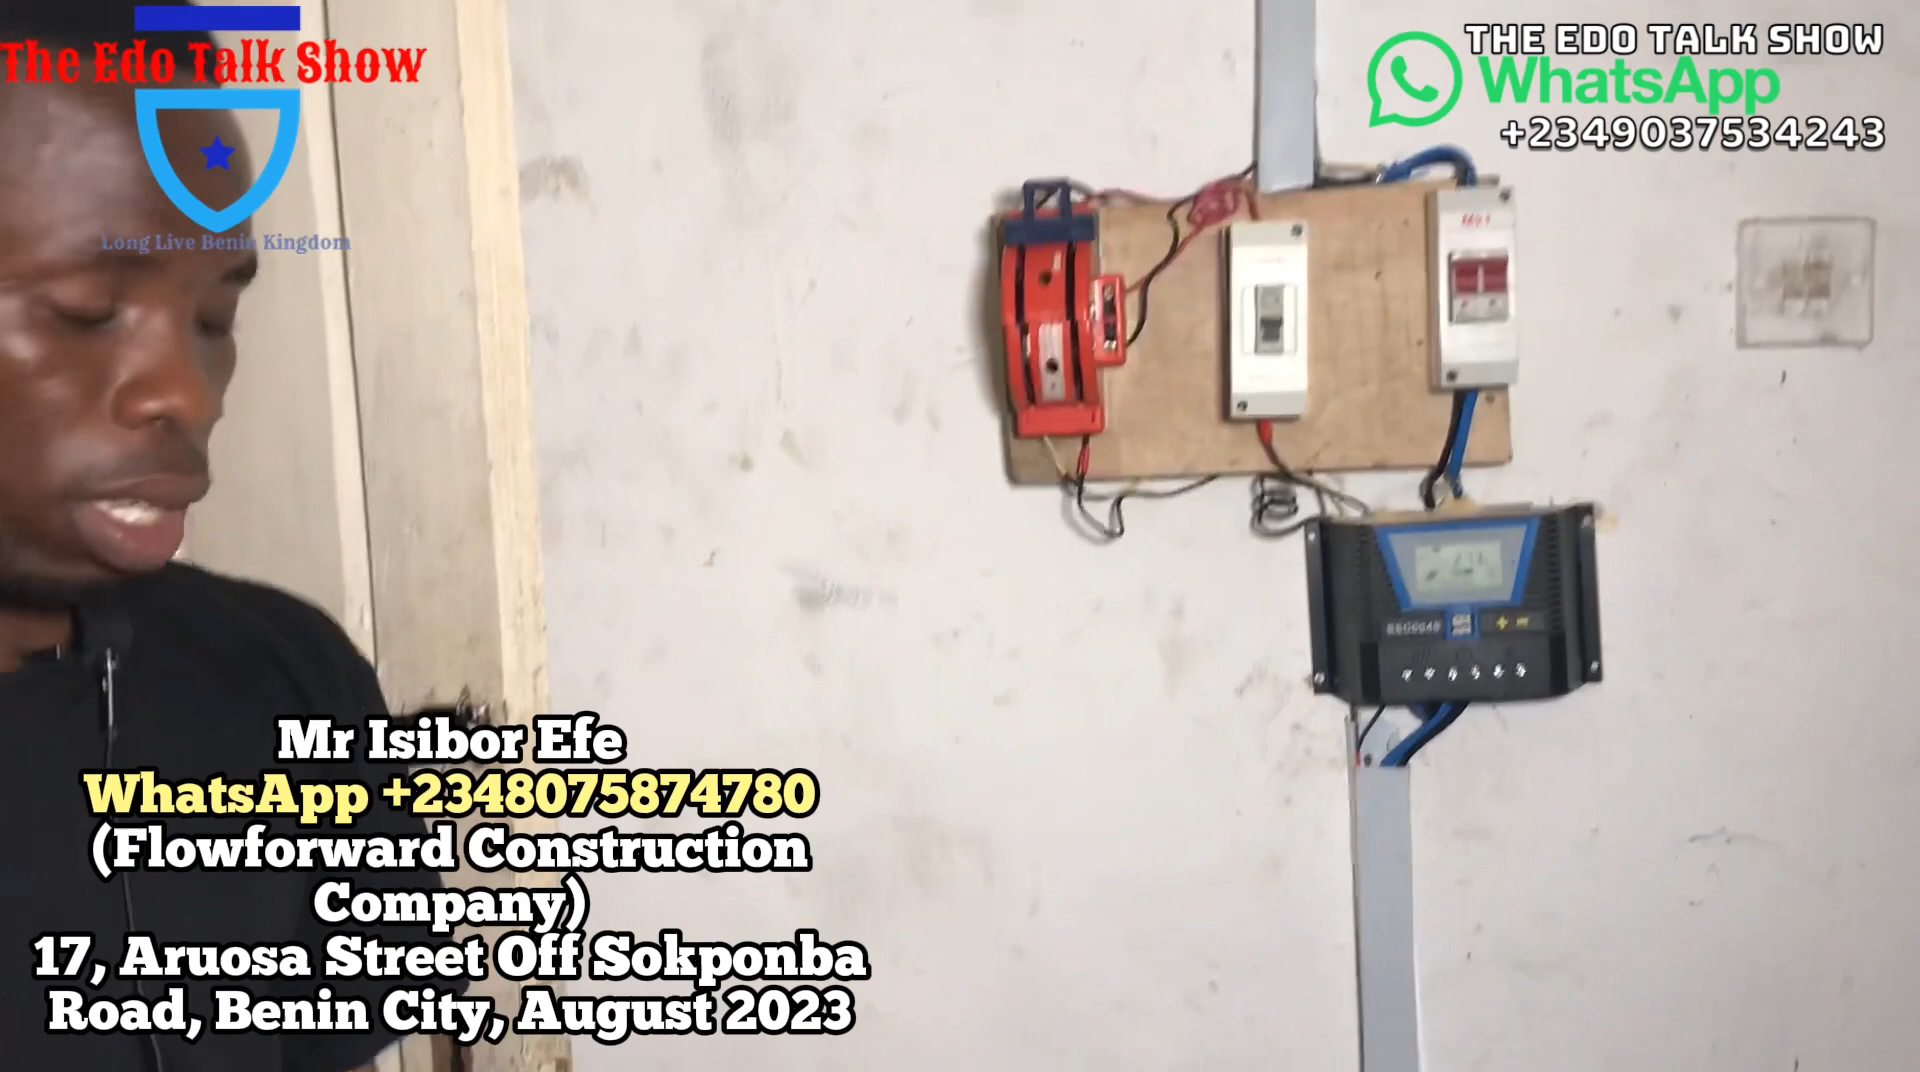 The Edo Talk Show
Long Live Benin Kingdom
THE EDO TALK SHOW
WhatsApp
+2349037534243
Mr Isibor Efe
WhatsApp +2348075874780
(Flowforward Construction
Company)
17, Aruosa Street Off Sokponba
Road, Benin City, August 2023